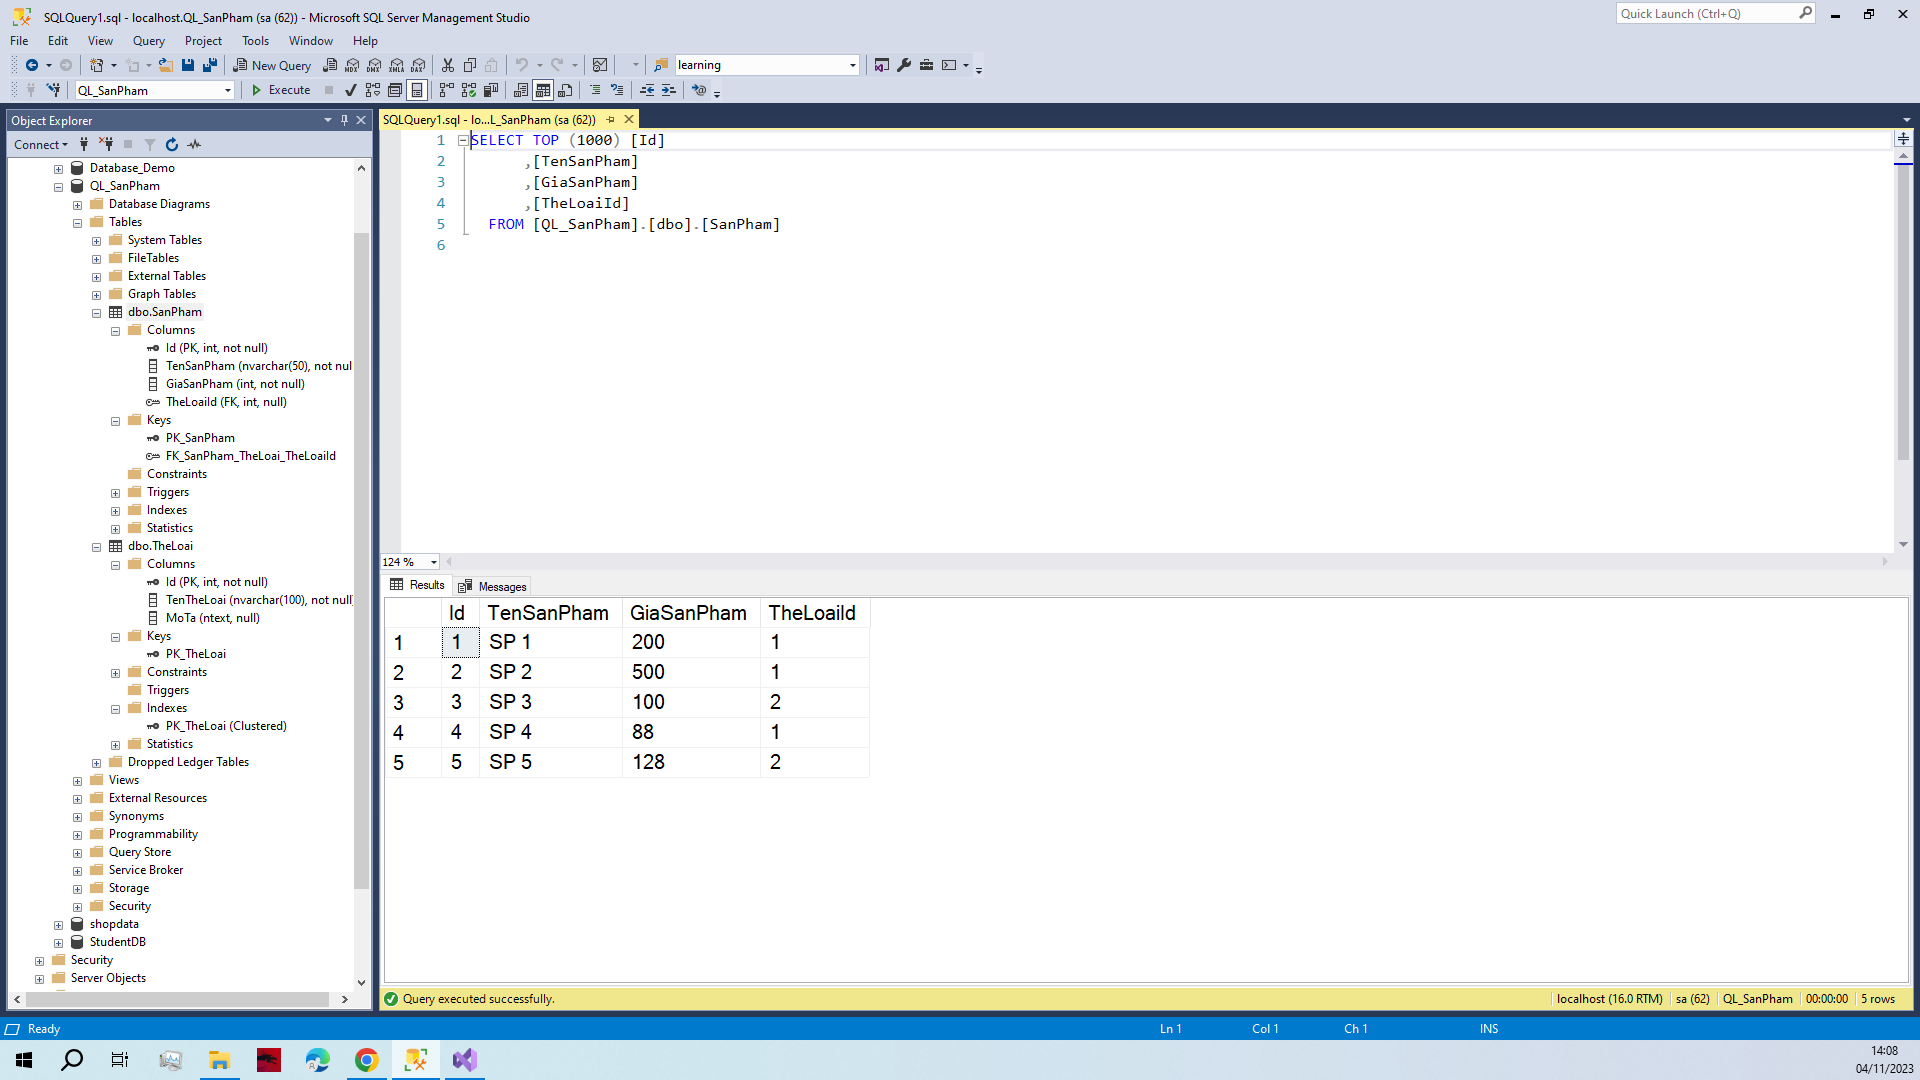 SQLQuery1.sql - localhost.QL_SanPham (sa (62)) - Microsoft SQL Server Management Studio
Quick Launch (Ctrl+Q)
File Edit View Query Project Tools Window Help
New Query MDX DMX XMLA DAX learning
QL_SanPham Execute
Object Explorer
Connect
Database_Demo
QL_SanPham
Database Diagrams
Tables
System Tables
FileTables
External Tables
Graph Tables
dbo.SanPham
Columns
Id (PK, int, not null)
TenSanPham (nvarchar(50), not nul
GiaSanPham (int, not null)
TheLoaiId (FK, int, null)
Keys
PK_SanPham
FK_SanPham_TheLoai_TheLoaiId
Constraints
Triggers
Indexes
Statistics
dbo.TheLoai
Columns
Id (PK, int, not null)
TenTheLoai (nvarchar(100), not null
MoTa (ntext, null)
Keys
PK_TheLoai
Constraints
Triggers
Indexes
PK_TheLoai (Clustered)
Statistics
Dropped Ledger Tables
Views
External Resources
Synonyms
Programmability
Query Store
Service Broker
Storage
Security
shopdata
StudentDB
Security
Server Objects
SQLQuery1.sql - lo...L_SanPham (sa (62))
1 SELECT TOP (1000) [Id]
2 ,[TenSanPham]
3 ,[GiaSanPham]
4 ,[TheLoaiId]
5 FROM [QL_SanPham].[dbo].[SanPham]
6
124 %
Results Messages
Id TenSanPham GiaSanPham TheLoaiId
1 1 SP 1 200 1
2 2 SP 2 500 1
3 3 SP 3 100 2
4 4 SP 4 88 1
5 5 SP 5 128 2
Query executed successfully. localhost (16.0 RTM) sa (62) QL_SanPham 00:00:00 5 rows
Ready Ln 1 Col 1 Ch 1 INS
14:08
04/11/2023